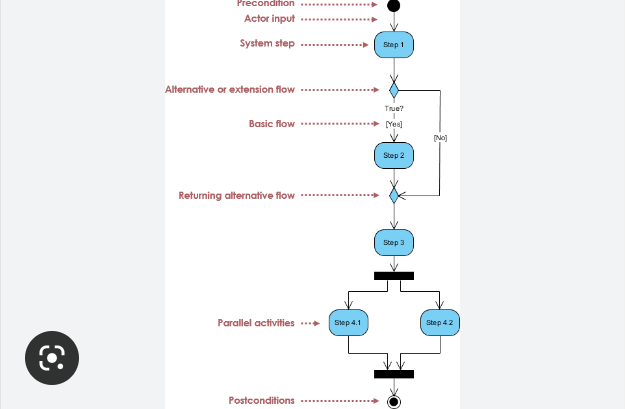 Precondition
Actor input
System step
Step 1
Alternative or extension flow
True?
Basic flow
[Yes]
[No]
Step 2
Returning alternative flow
Step 3
Parallel activities
Step 4.1
Step 4.2
Postconditions